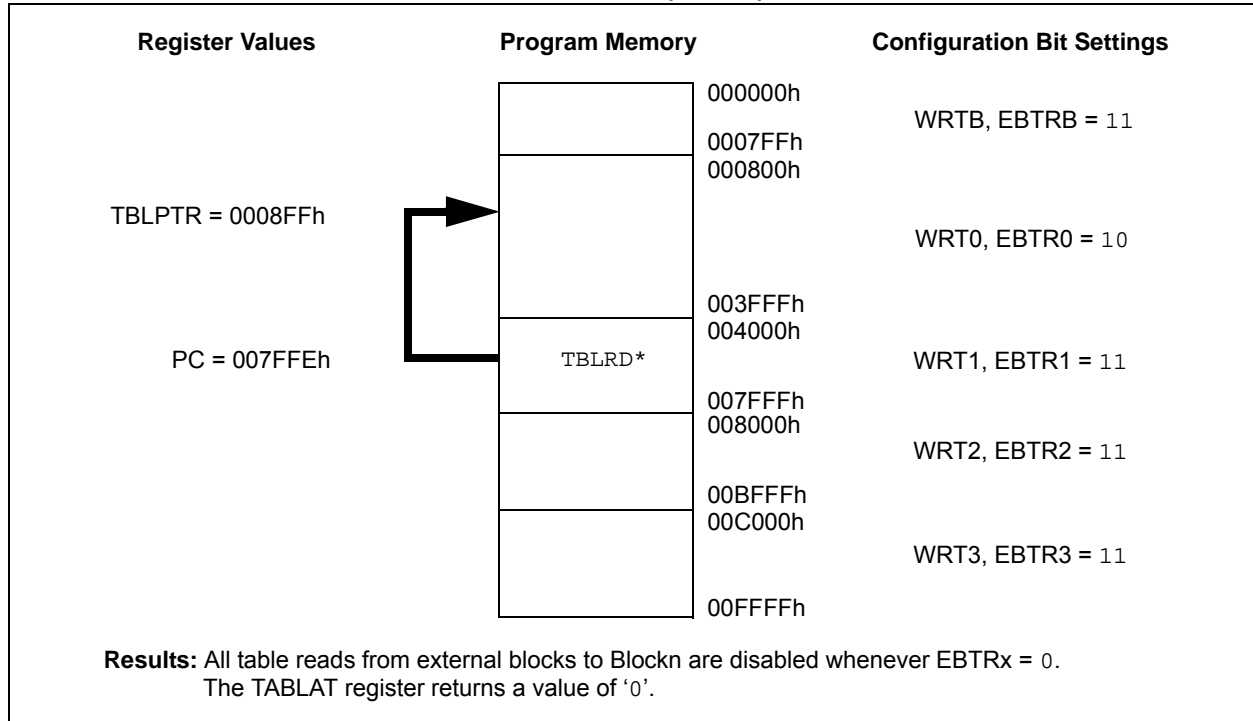 Register Values Program Memory Configuration Bit Settings
000000h
WRTB, EBTRB = 11
0007FFh
000800h
TBLPTR = 0008FFh
WRT0, EBTR0 = 10
003FFFh
004000h
PC = 007FFEh TBLRD* WRT1, EBTR1 = 11
007FFFh
008000h
WRT2, EBTR2 = 11
00BFFFh
00C000h
WRT3, EBTR3 = 11
00FFFFh
Results: All table reads from external blocks to Blockn are disabled whenever EBTRx = 0.
The TABLAT register returns a value of ‘0’.